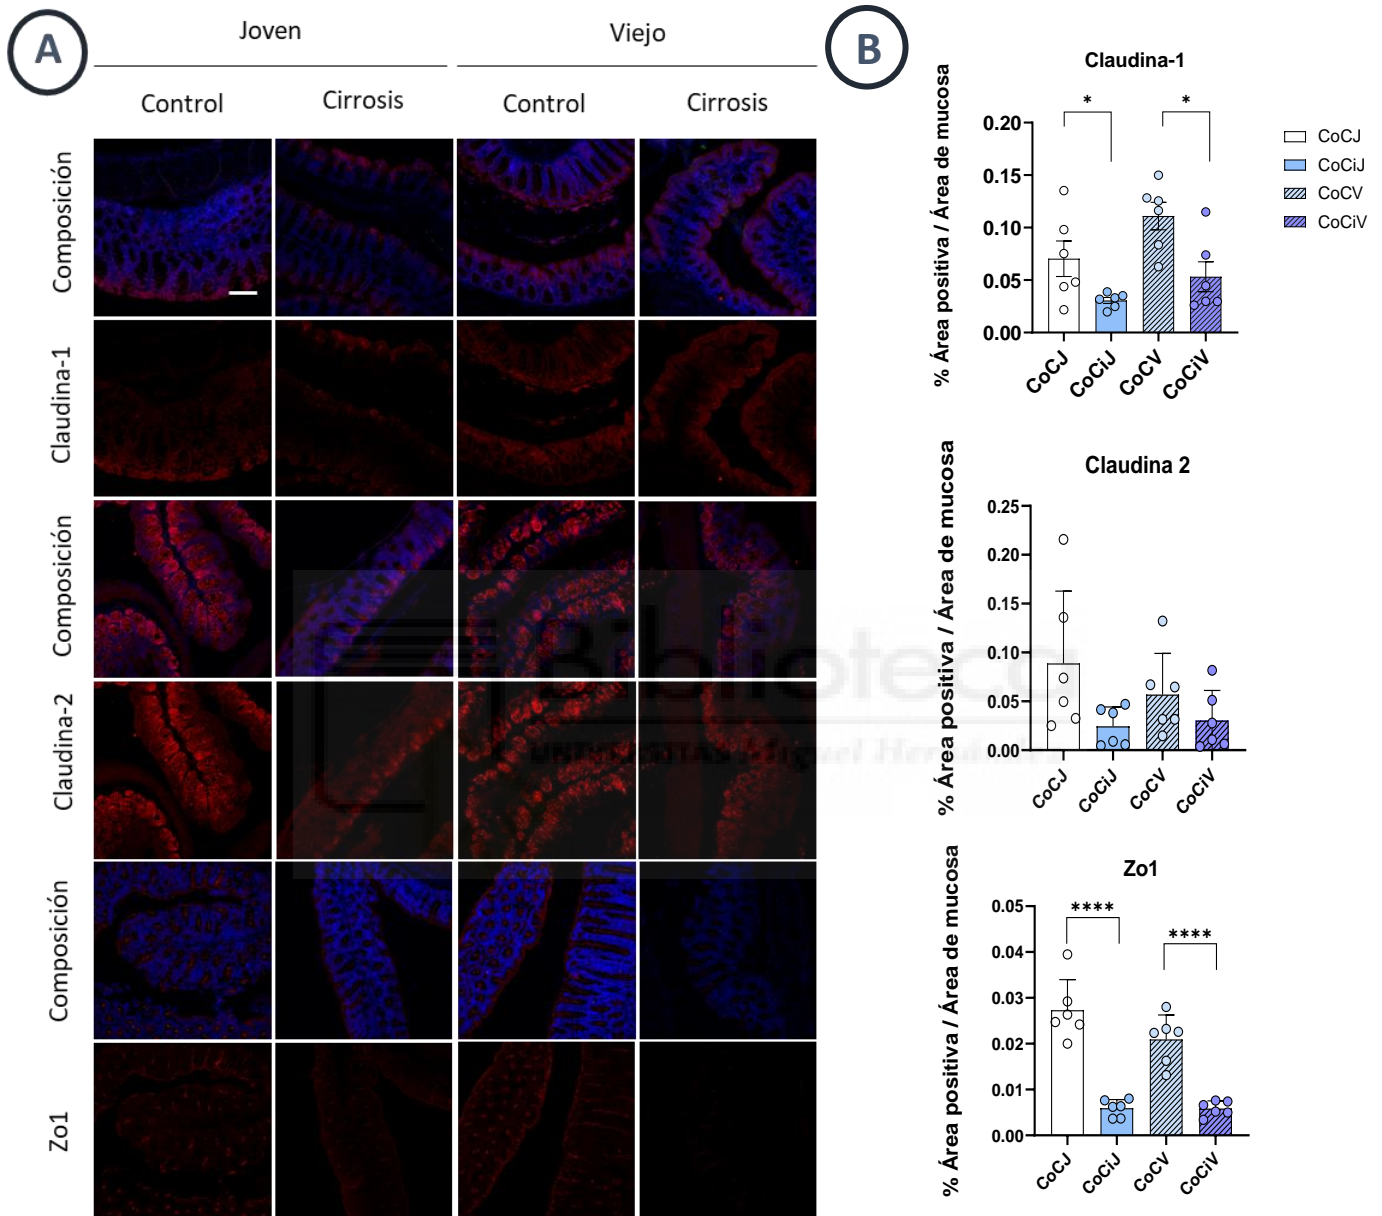 A
Joven
Viejo
Control
Cirrosis
Control
Cirrosis
Composición
Claudina-1
Composición
Claudina-2
Composición
Zo1
Biblioteca
UNIVERSITAS Miguel Hernández
B
Claudina-1
% Área positiva / Área de mucosa
0.20
0.15
0.10
0.05
0.00
*
*
CoCJ
CoCiJ
CoCV
CoCiV
CoCJ
CoCiJ
CoCV
CoCiV
Claudina 2
% Área positiva / Área de mucosa
0.25
0.20
0.15
0.10
0.05
0.00
CoCJ
CoCiJ
CoCV
CoCiV
Zo1
% Área positiva / Área de mucosa
0.05
0.04
0.03
0.02
0.01
0.00
****
****
CoCJ
CoCiJ
CoCV
CoCiV